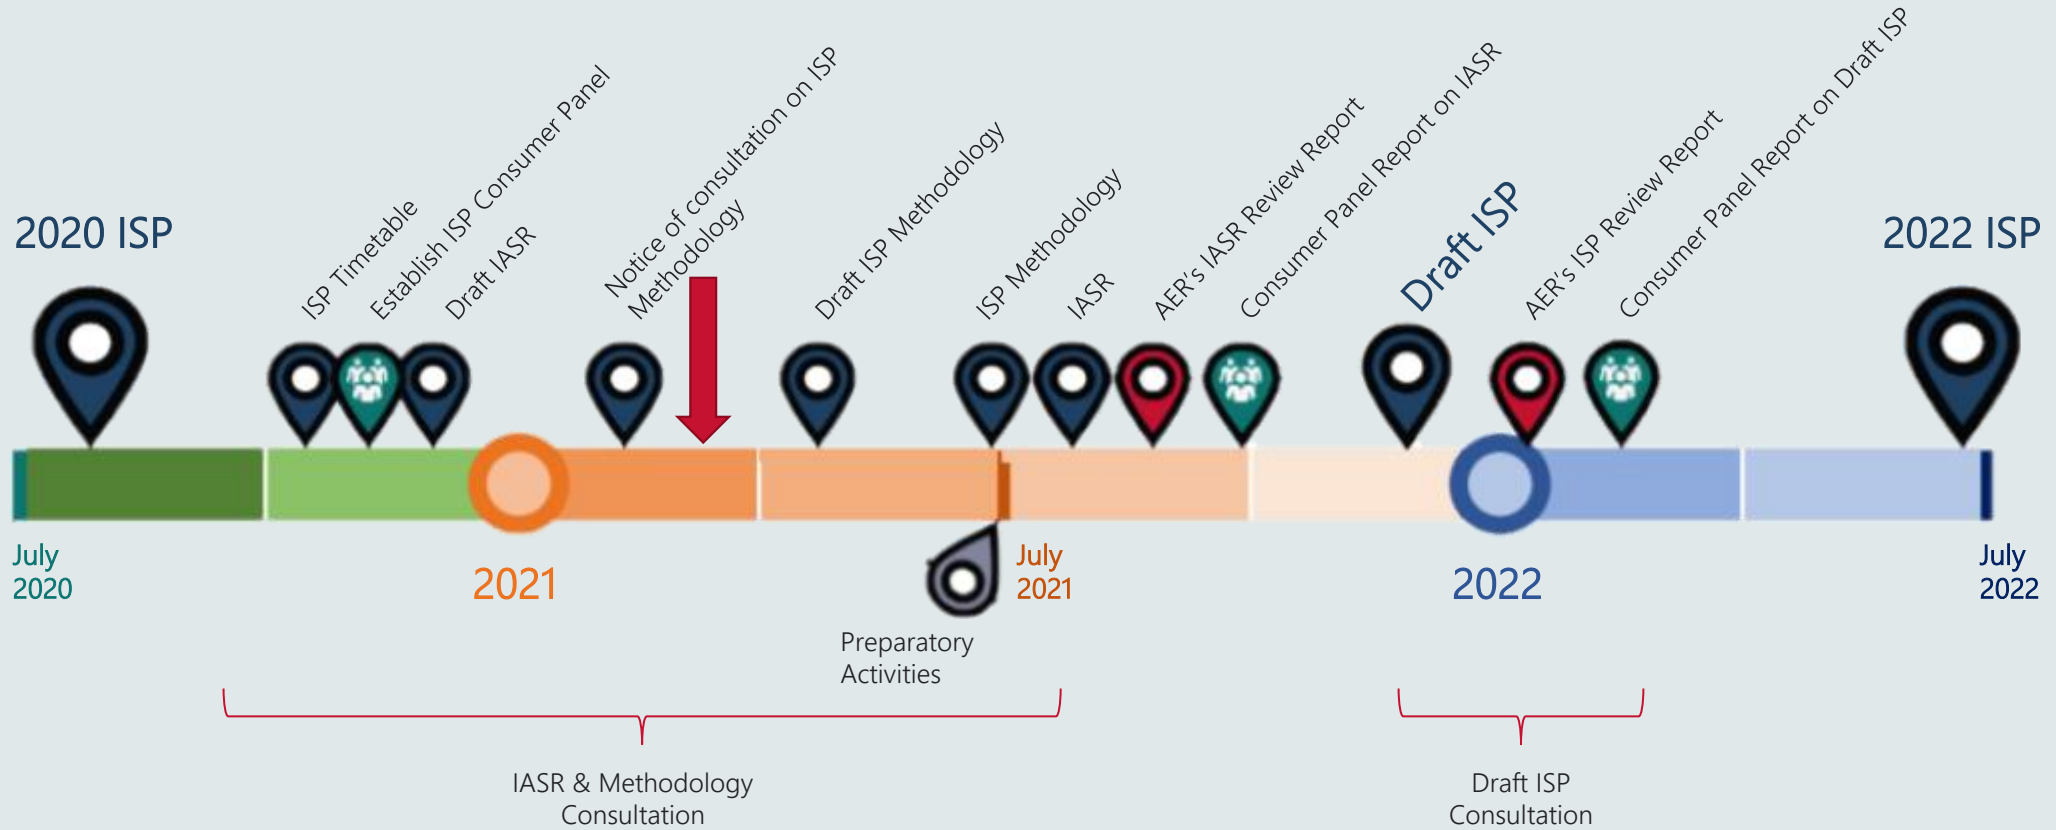 2020 ISP
ISP Timetable
Establish ISP Consumer Panel
Draft IASR
Notice of consultation on ISP
Methodology
Draft ISP Methodology
ISP Methodology
IASR
AER's IASR Review Report
Consumer Panel Report on IASR
Draft ISP
AER's ISP Review Report
Consumer Panel Report on Draft ISP
2022 ISP
July
2020
2021
July
2021
2022
July
2022
Preparatory
Activities
IASR & Methodology
Consultation
Draft ISP
Consultation